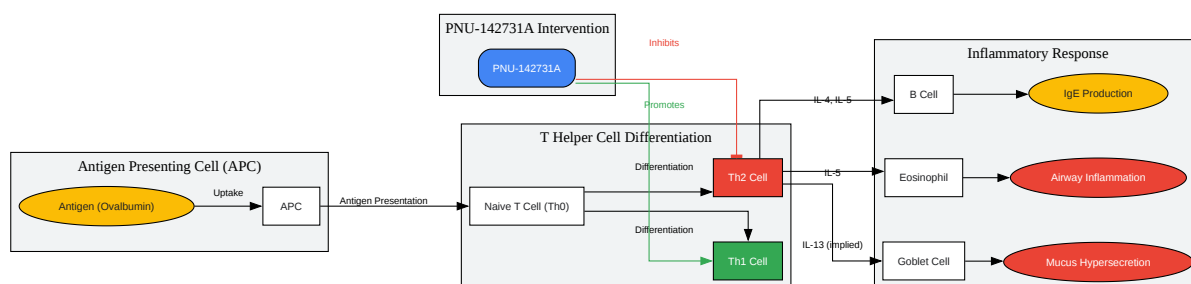 PNU-142731A Intervention
PNU-142731A
Inhibits
Promotes
Antigen Presenting Cell (APC)
Antigen (Ovalbumin)
Uptake
APC
Antigen Presentation
T Helper Cell Differentiation
Naive T Cell (Th0)
Differentiation
Differentiation
Th2 Cell
Th1 Cell
IL-4, IL-5
IL-5
IL-13 (implied)
Inflammatory Response
B Cell
IgE Production
Eosinophil
Airway Inflammation
Goblet Cell
Mucus Hypersecretion